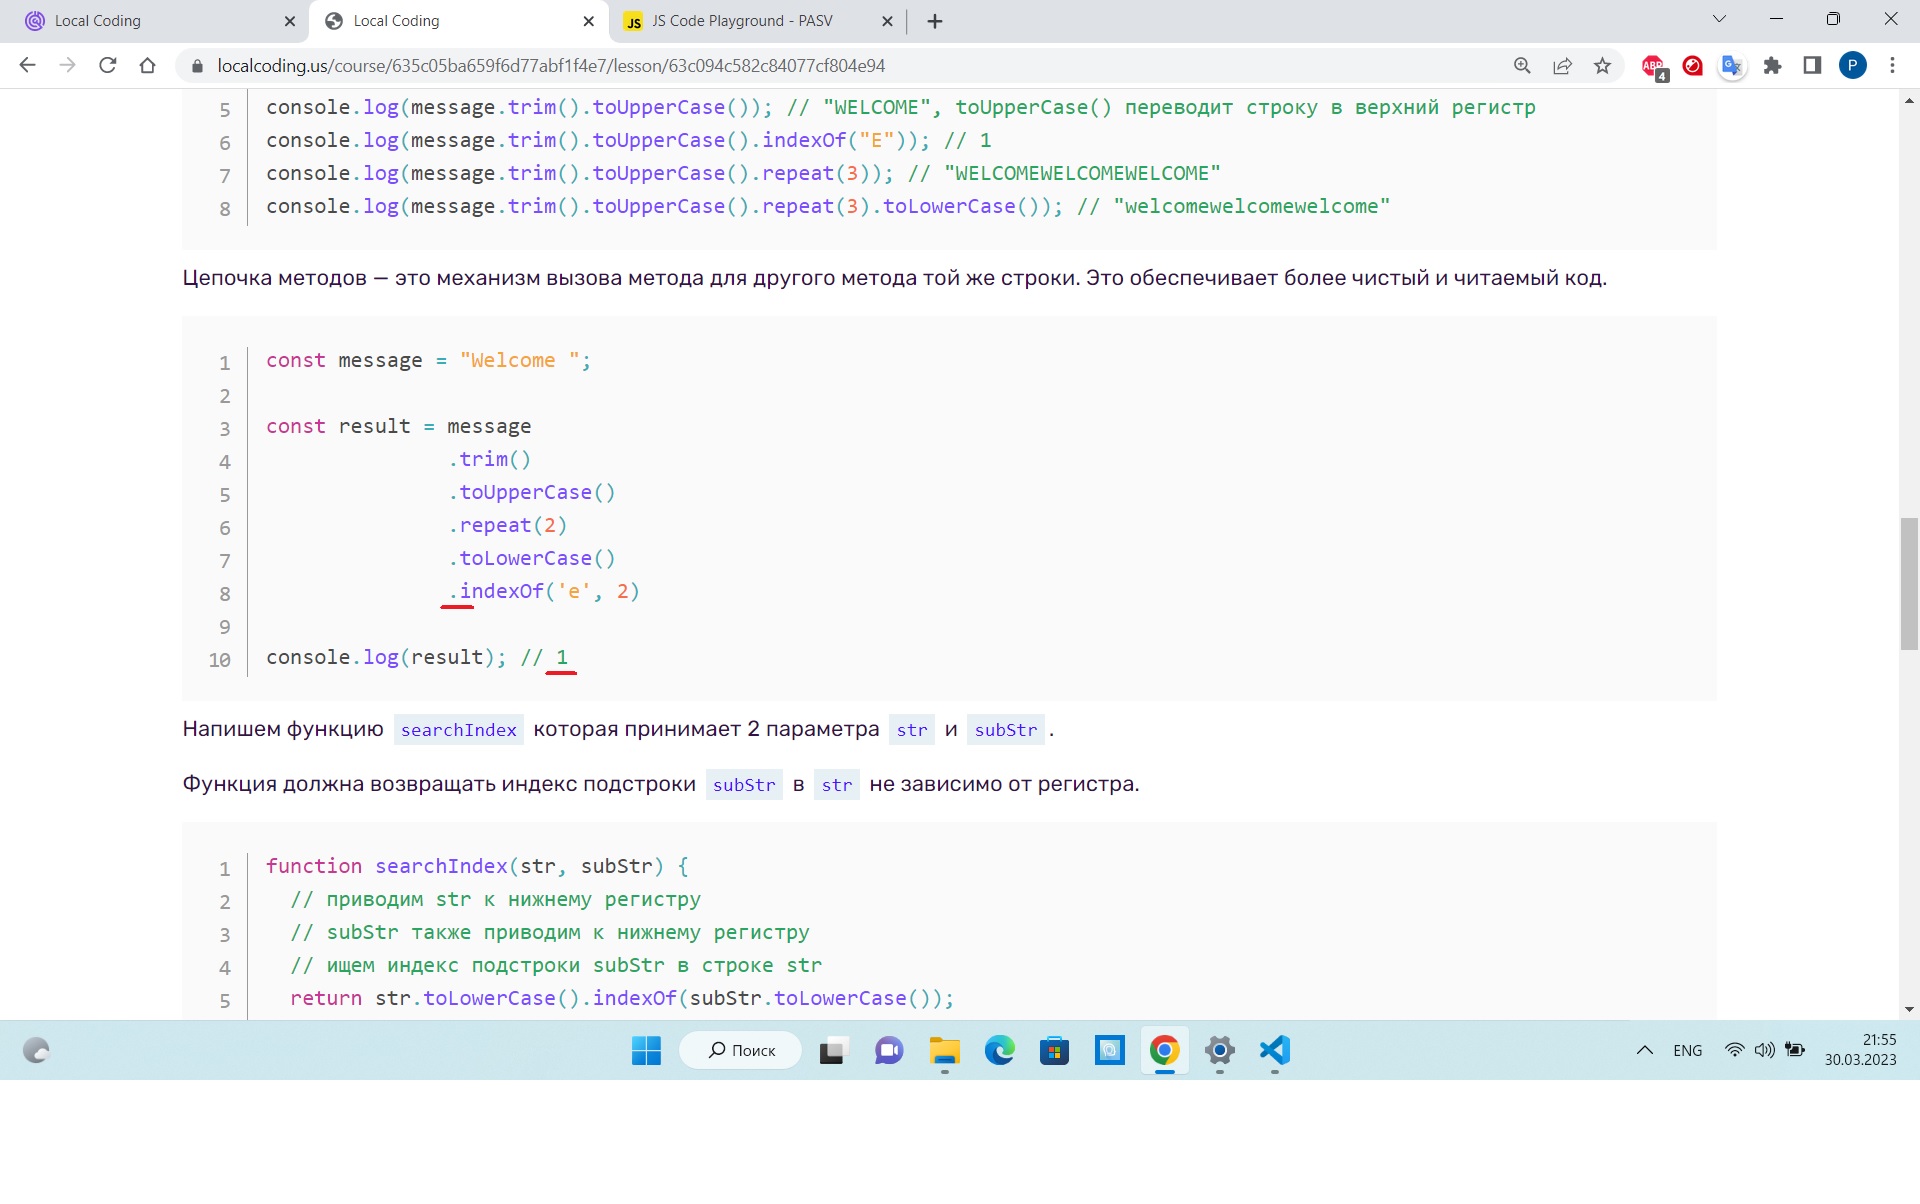 Local Coding
Local Coding
JS JS Code Playground - PASV
localcoding.us/course/635c05ba659f6d77abf1f4e7/lesson/63c094c582c84077cf804e94
ABP 4
P
5 console.log(message.trim().toUpperCase()); // "WELCOME", toUpperCase() переводит строку в верхний регистр
6 console.log(message.trim().toUpperCase().indexOf("E")); // 1
7 console.log(message.trim().toUpperCase().repeat(3)); // "WELCOMEWELCOMEWELCOME"
8 console.log(message.trim().toUpperCase().repeat(3).toLowerCase()); // "welcomewelcomewelcome"
Цепочка методов — это механизм вызова метода для другого метода той же строки. Это обеспечивает более чистый и читаемый код.
1 const message = "Welcome ";
2
3 const result = message
4 .trim()
5 .toUpperCase()
6 .repeat(2)
7 .toLowerCase()
8 .indexOf('e', 2)
9
10 console.log(result); // 1
Напишем функцию searchIndex которая принимает 2 параметра str и subStr .
Функция должна возвращать индекс подстроки subStr в str не зависимо от регистра.
1 function searchIndex(str, subStr) {
2 // приводим str к нижнему регистру
3 // subStr также приводим к нижнему регистру
4 // ищем индекс подстроки subStr в строке str
5 return str.toLowerCase().indexOf(subStr.toLowerCase());
Поиск
ENG
21:55
30.03.2023